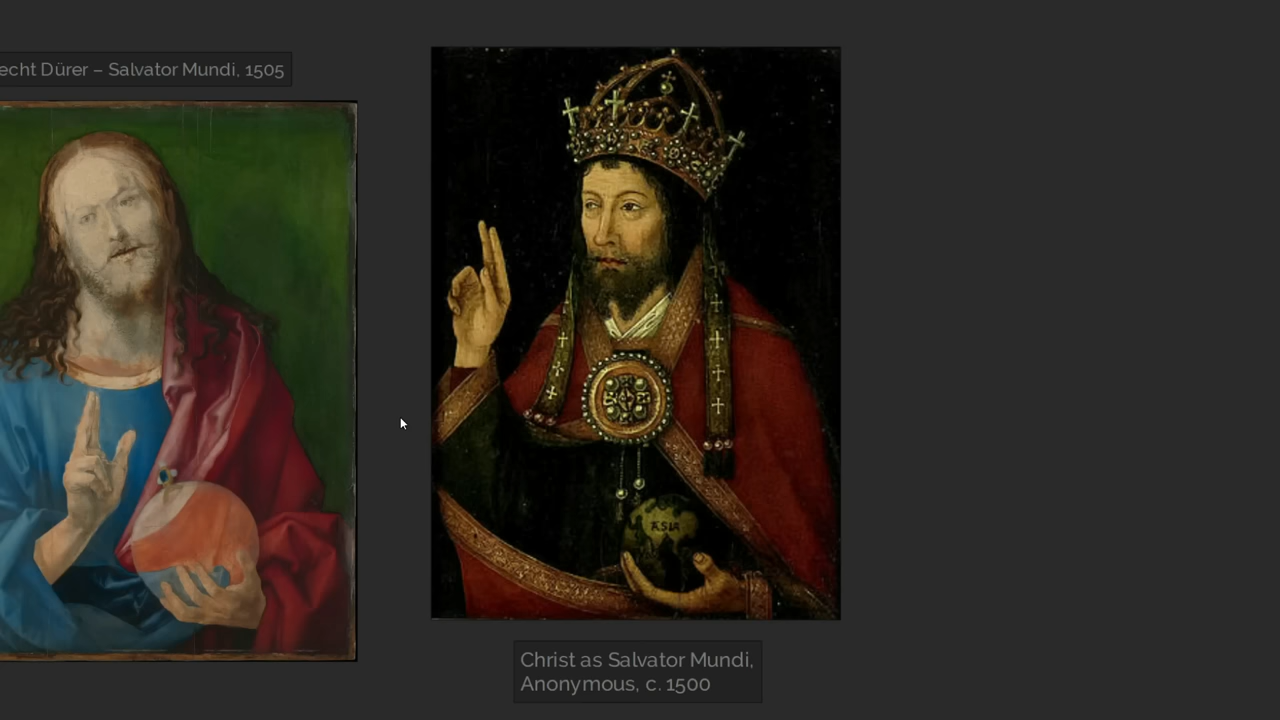 echt Dürer – Salvator Mundi, 1505
ASIA
Christ as Salvator Mundi,
Anonymous, c. 1500